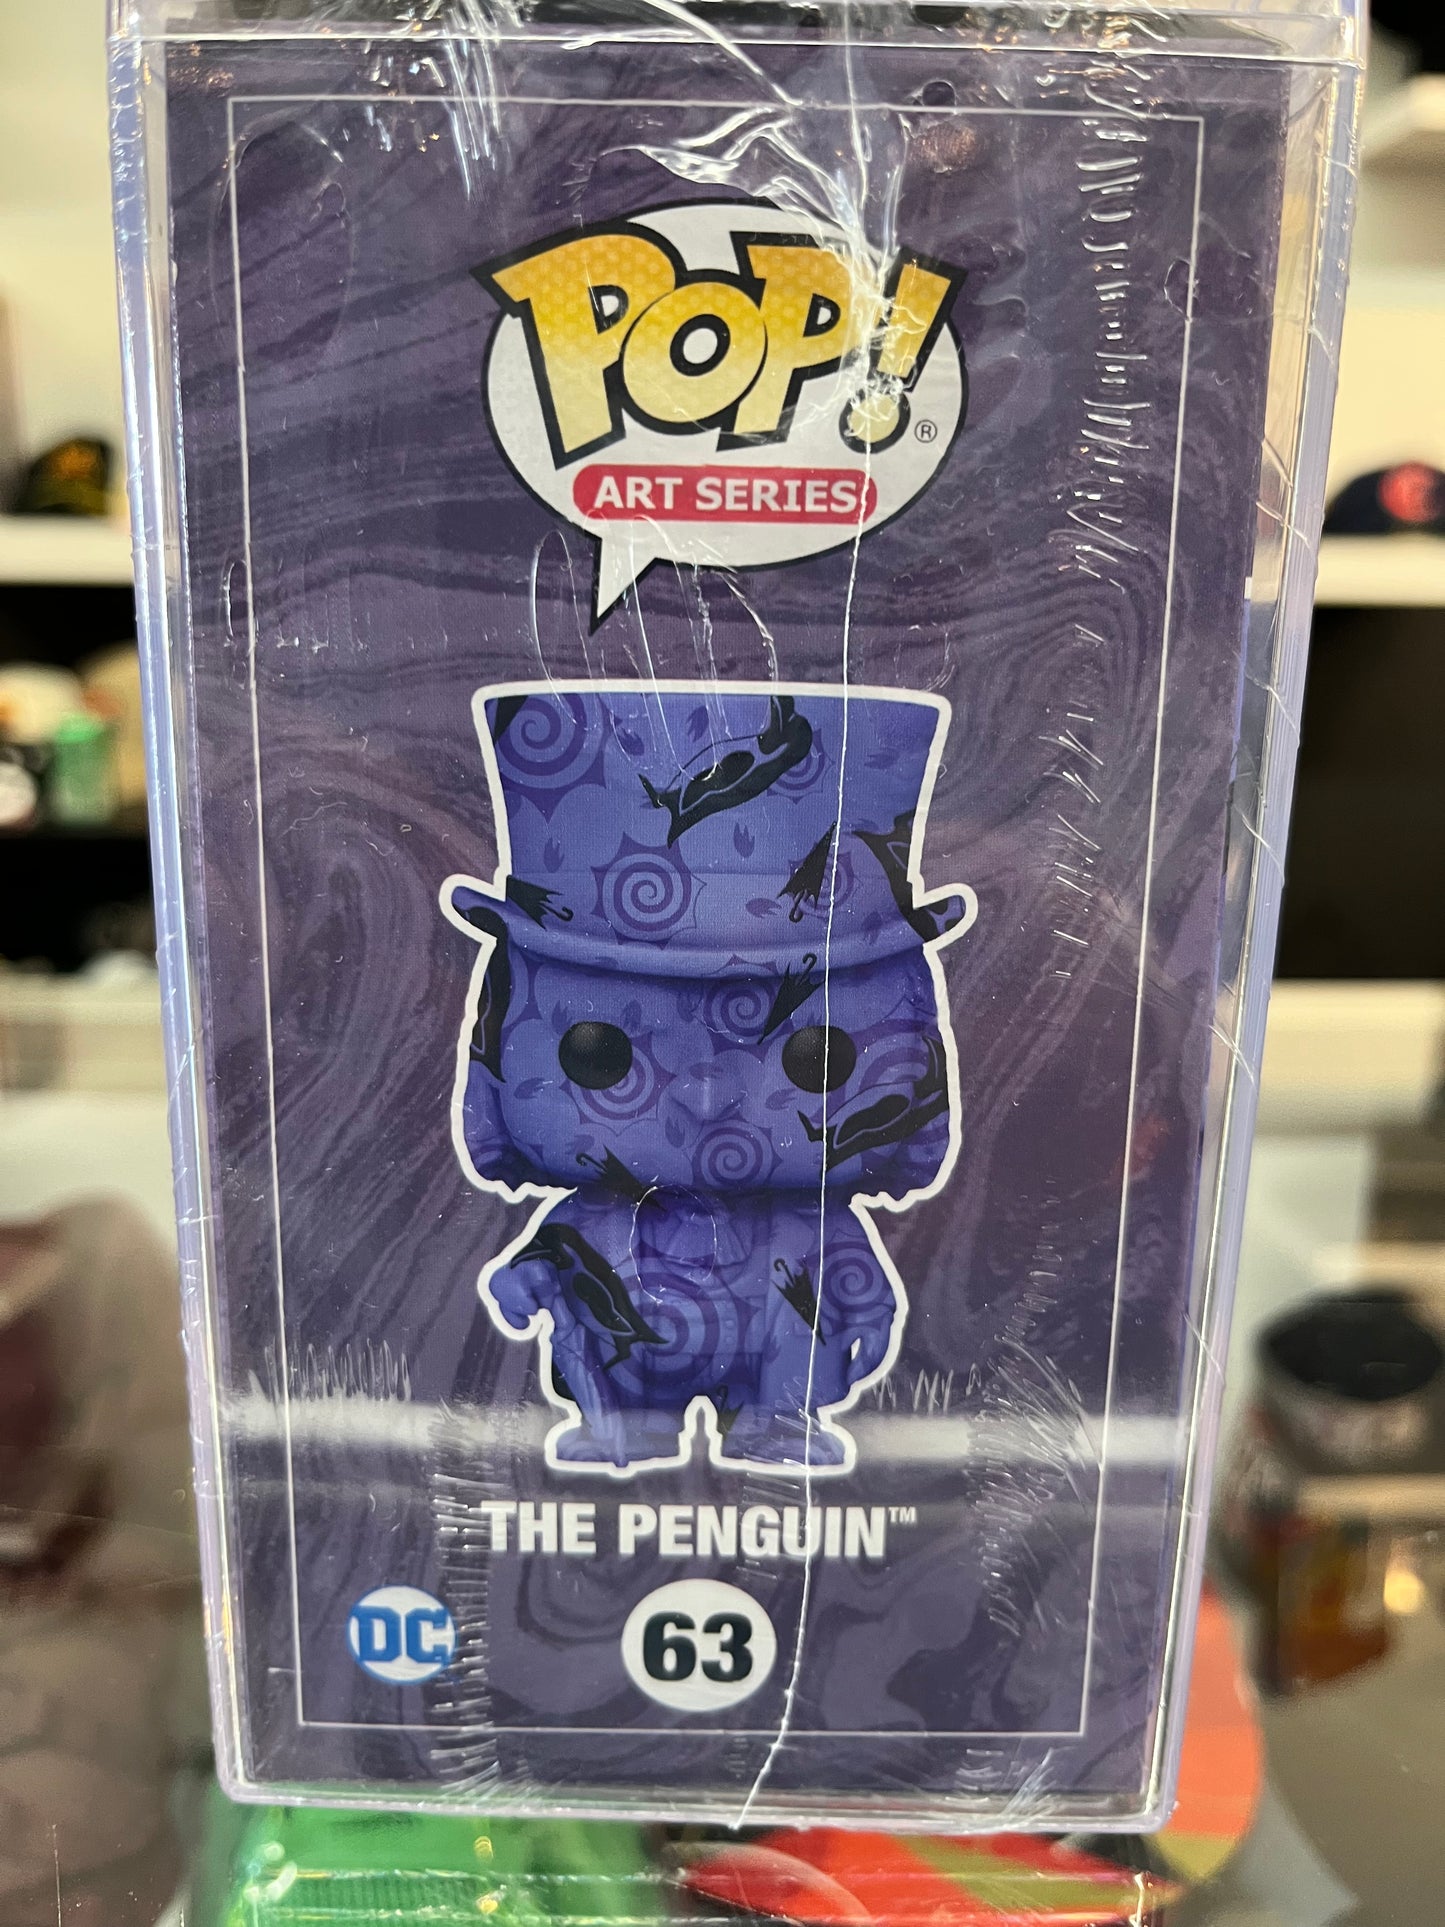 POP!®
ART SERIES
THE PENGUIN™
DC
63